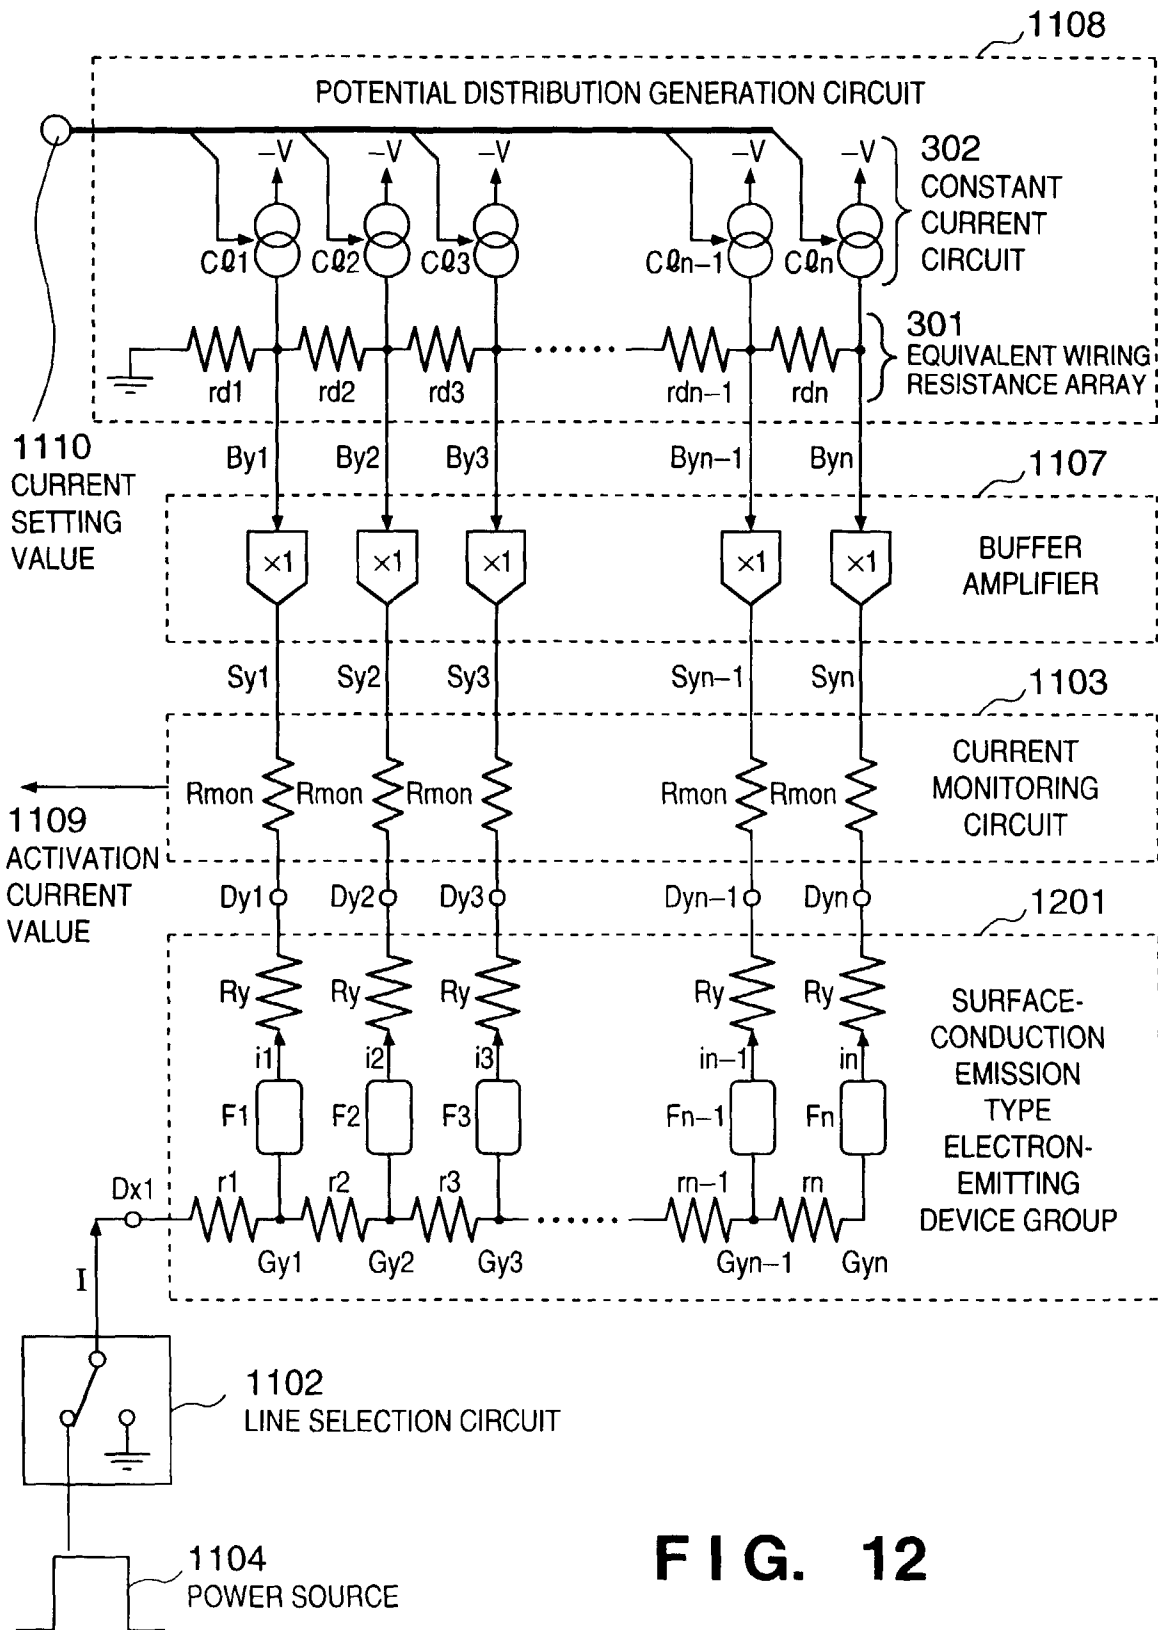 1108
POTENTIAL DISTRIBUTION GENERATION CIRCUIT
−V −V −V −V −V
302
CONSTANT
CURRENT
CIRCUIT
Cℓ1 Cℓ2 Cℓ3 Cℓn−1 Cℓn
301
EQUIVALENT WIRING
RESISTANCE ARRAY
rd1 rd2 rd3 ...... rdn−1 rdn
1110
CURRENT
SETTING
VALUE
By1 By2 By3 Byn−1 Byn
1107
×1 ×1 ×1 ×1 ×1
BUFFER
AMPLIFIER
Sy1 Sy2 Sy3 Syn−1 Syn
1103
Rmon Rmon Rmon Rmon Rmon
CURRENT
MONITORING
CIRCUIT
1109
ACTIVATION
CURRENT
VALUE
Dy1 Dy2 Dy3 Dyn−1 Dyn
1201
Ry Ry Ry Ry Ry
i1 i2 i3 in−1 in
F1 F2 F3 Fn−1 Fn
SURFACE-
CONDUCTION
EMISSION
TYPE
ELECTRON-
EMITTING
DEVICE GROUP
Dx1
r1 r2 r3 ...... rn−1 rn
Gy1 Gy2 Gy3 Gyn−1 Gyn
I
1102
LINE SELECTION CIRCUIT
1104
POWER SOURCE
FIG. 12